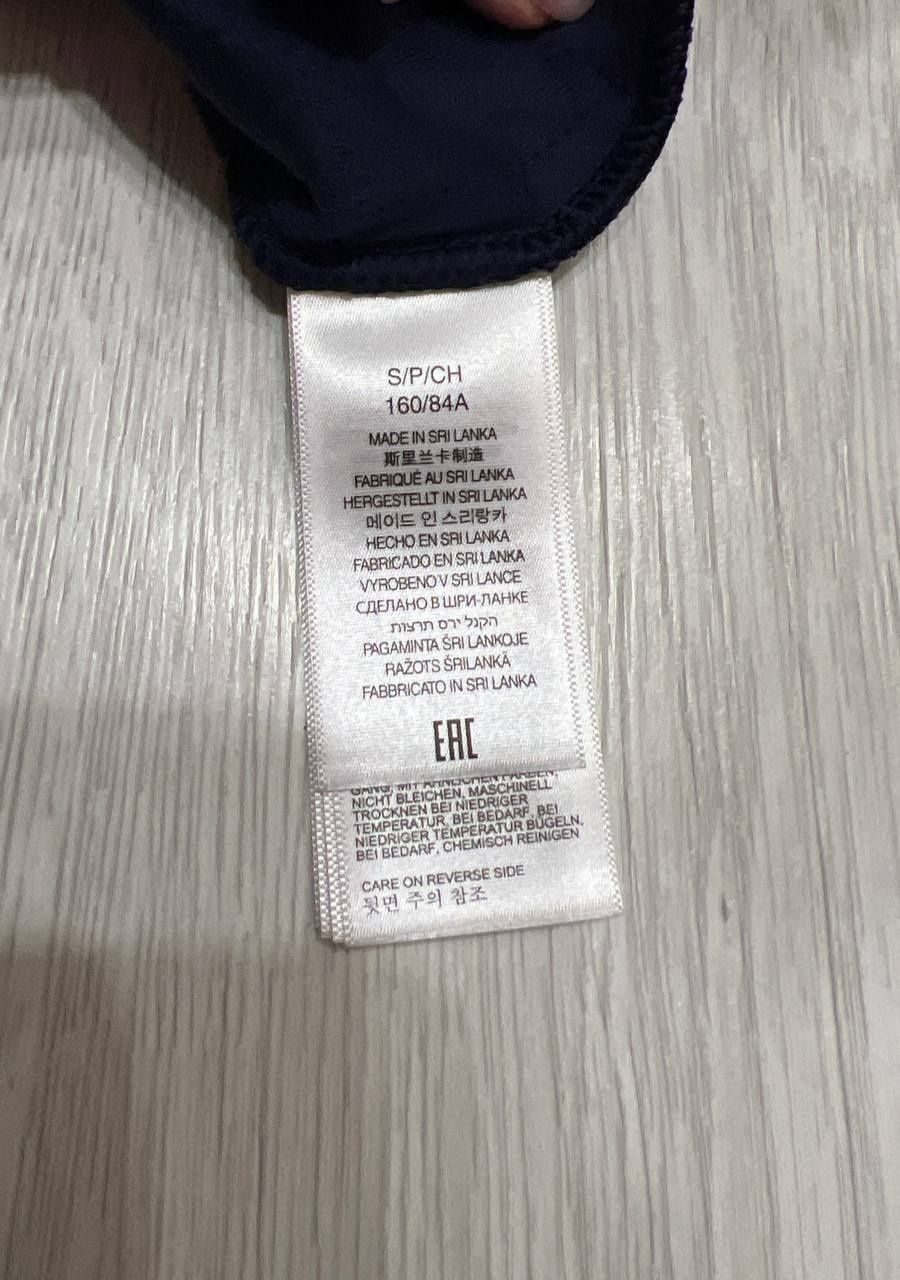 S/P/CH
160/84A
MADE IN SRI LANKA
斯里兰卡制造
FABRIQUÉ AU SRI LANKA
HERGESTELLT IN SRI LANKA
메이드 인 스리랑카
HECHO EN SRI LANKA
FABRICADO EN SRI LANKA
VYROBENO V SRI LANCE
СДЕЛАНО В ШРИ-ЛАНКЕ
הקנל ירס תרצות
PAGAMINTA ŠRI LANKOJE
RAŽOTS ŠRILANKĀ
FABBRICATO IN SRI LANKA
EAC
GANG, MIT ÄHNLICHEN FARBEN,
NICHT BLEICHEN, MASCHINELL
TROCKNEN BEI NIEDRIGER
TEMPERATUR, BEI BEDARF, BEI
NIEDRIGER TEMPERATUR BÜGELN,
BEI BEDARF, CHEMISCH REINIGEN
CARE ON REVERSE SIDE
뒷면 주의 참조